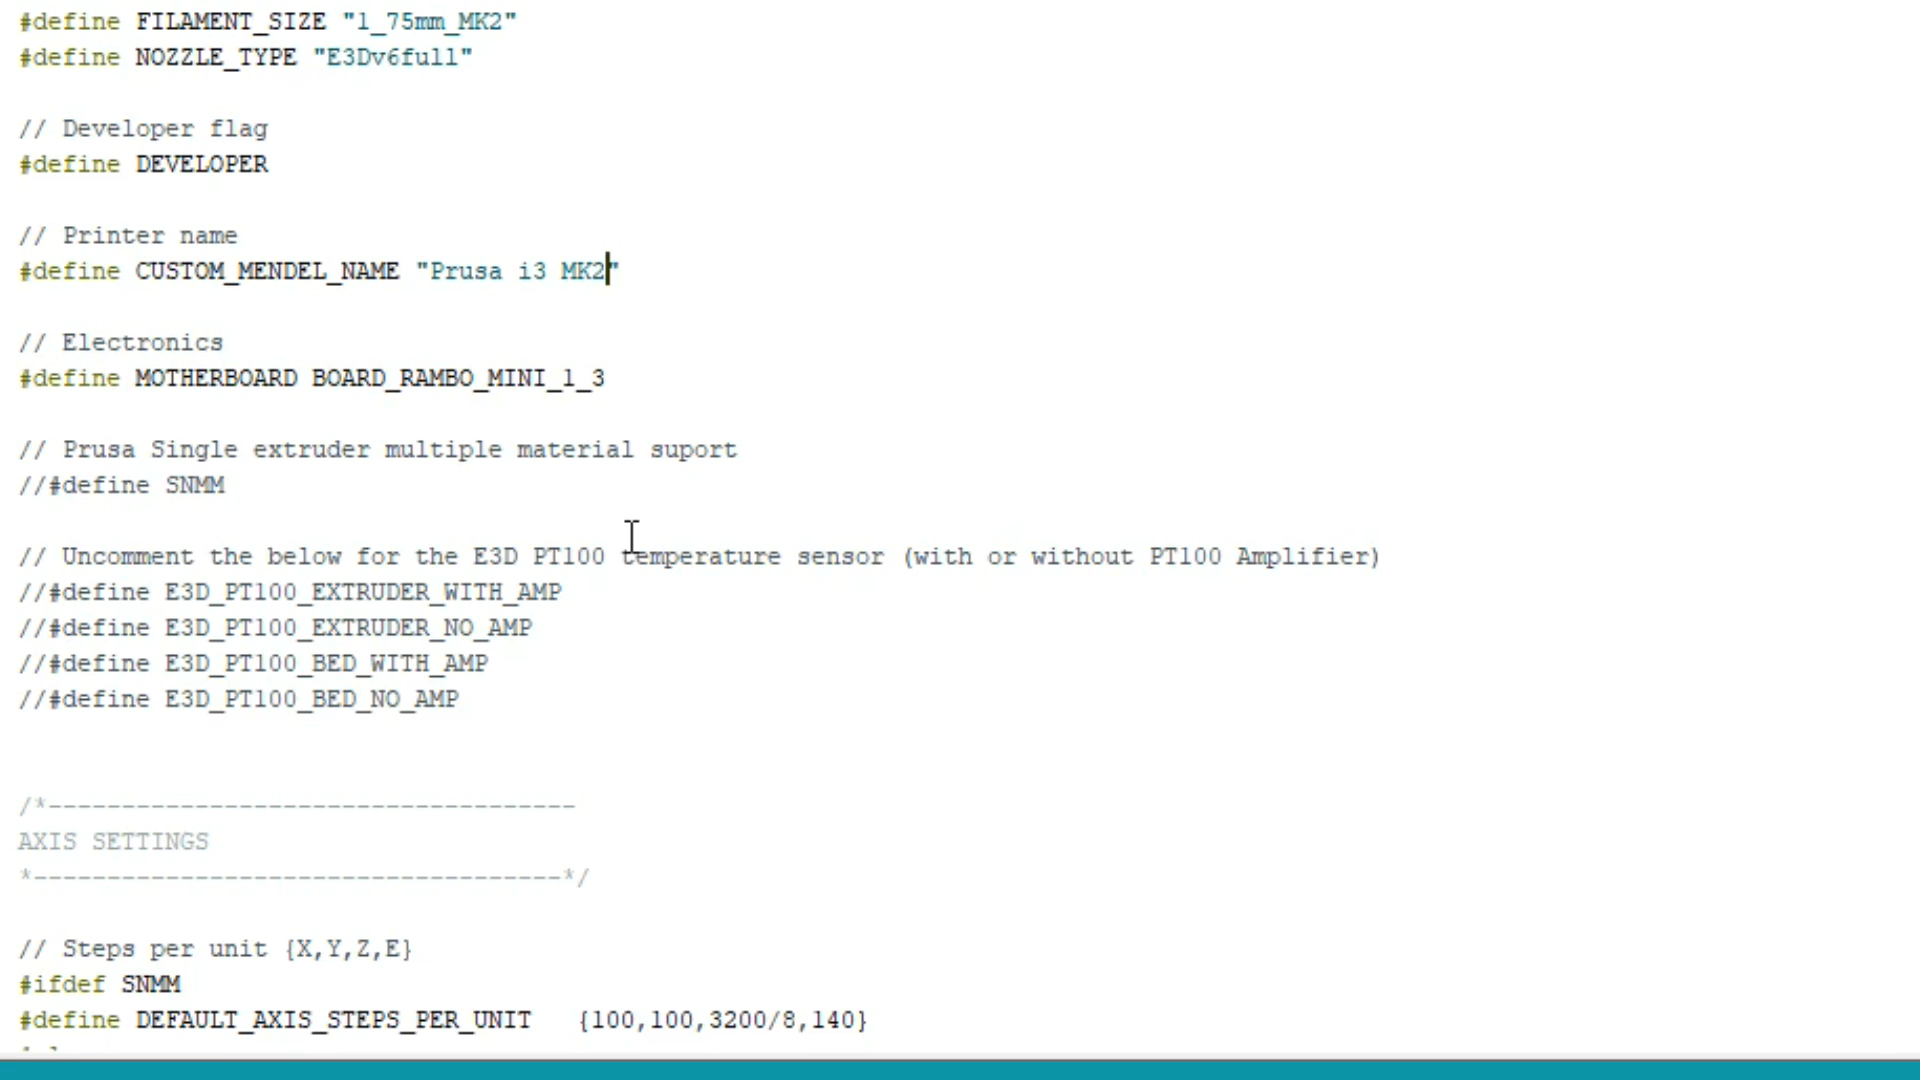 #define FILAMENT_SIZE "1_75mm_MK2"
#define NOZZLE_TYPE "E3Dv6full"
// Developer flag
#define DEVELOPER
// Printer name
#define CUSTOM_MENDEL_NAME "Prusa i3 MK2"
// Electronics
#define MOTHERBOARD BOARD_RAMBO_MINI_1_3
// Prusa Single extruder multiple material suport
//#define SNMM
// Uncomment the below for the E3D PT100 temperature sensor (with or without PT100 Amplifier)
//#define E3D_PT100_EXTRUDER_WITH_AMP
//#define E3D_PT100_EXTRUDER_NO_AMP
//#define E3D_PT100_BED_WITH_AMP
//#define E3D_PT100_BED_NO_AMP
/*------------------------------------
AXIS SETTINGS
*------------------------------------*/
// Steps per unit {X,Y,Z,E}
#ifdef SNMM
#define DEFAULT_AXIS_STEPS_PER_UNIT   {100,100,3200/8,140}